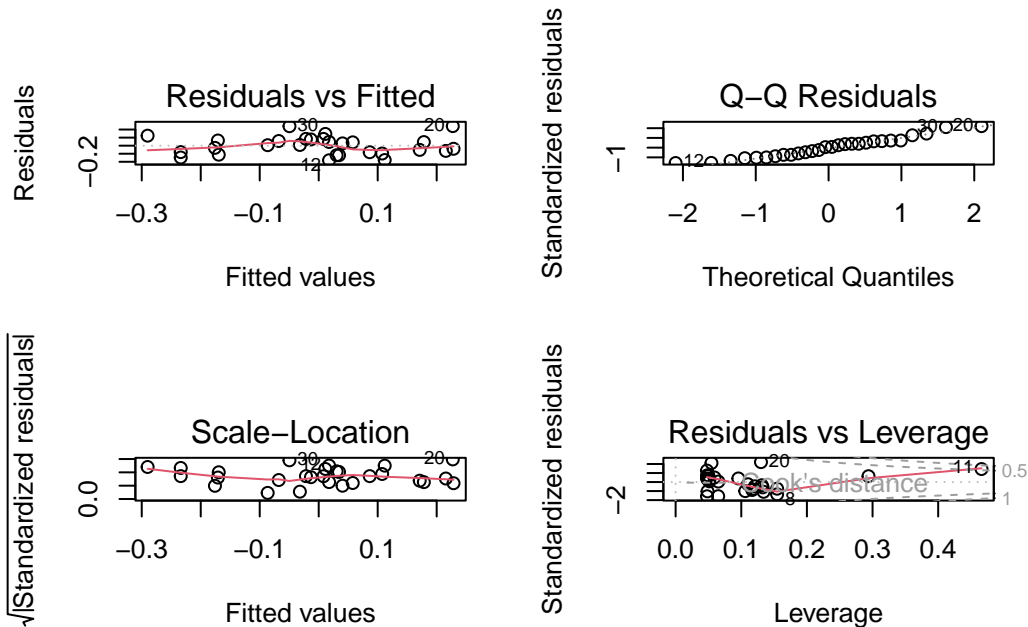 Residuals vs Fitted
Residuals
−0.2
30
20
12
−0.3
−0.1
0.1
Fitted values
Q−Q Residuals
Standardized residuals
−1
30
20
12
−2
−1
0
1
2
Theoretical Quantiles
Scale−Location
√|Standardized residuals|
0.0
30
12
20
−0.3
−0.1
0.1
Fitted values
Residuals vs Leverage
Standardized residuals
−2
20
11
8
Cook's distance
0.5
1
0.0
0.1
0.2
0.3
0.4
Leverage